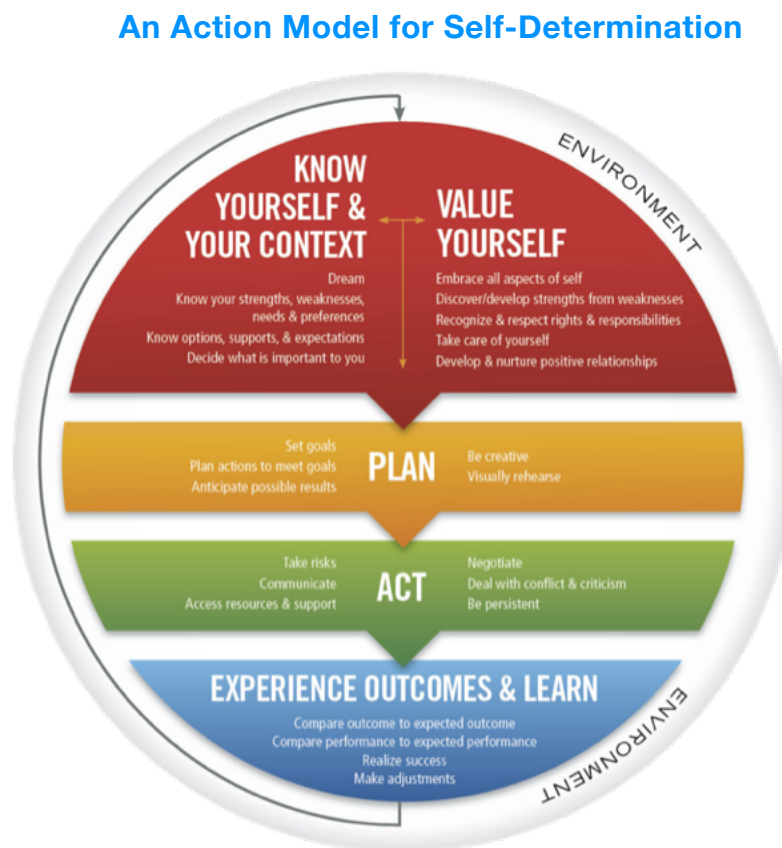 An Action Model for Self-Determination
ENVIRONMENT
KNOW
YOURSELF &
YOUR CONTEXT
Dream
Know your strengths, weaknesses,
needs & preferences
Know options, supports, & expectations
Decide what is important to you
VALUE
YOURSELF
Embrace all aspects of self
Discover/develop strengths from weaknesses
Recognize & respect rights & responsibilities
Take care of yourself
Develop & nurture positive relationships
Set goals
Plan actions to meet goals
Anticipate possible results
PLAN
Be creative
Visually rehearse
Take risks
Communicate
Access resources & support
ACT
Negotiate
Deal with conflict & criticism
Be persistent
EXPERIENCE OUTCOMES & LEARN
Compare outcome to expected outcome
Compare performance to expected performance
Realize success
Make adjustments
ENVIRONMENT